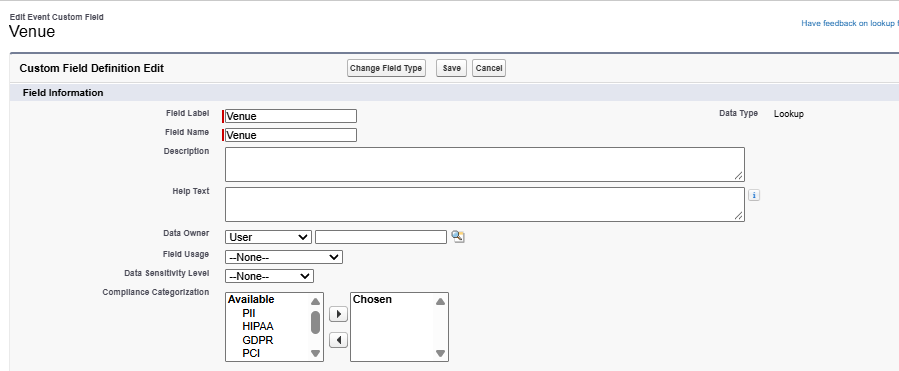 Edit Event Custom Field
Venue
Have feedback on lookup
Custom Field Definition Edit
Change Field Type
Save
Cancel
Field Information
Field Label
Venue
Data Type
Lookup
Field Name
Venue
Description
Help Text
i
Data Owner
User
Field Usage
--None--
Data Sensitivity Level
--None--
Compliance Categorization
Available
PII
HIPAA
GDPR
PCI
Chosen